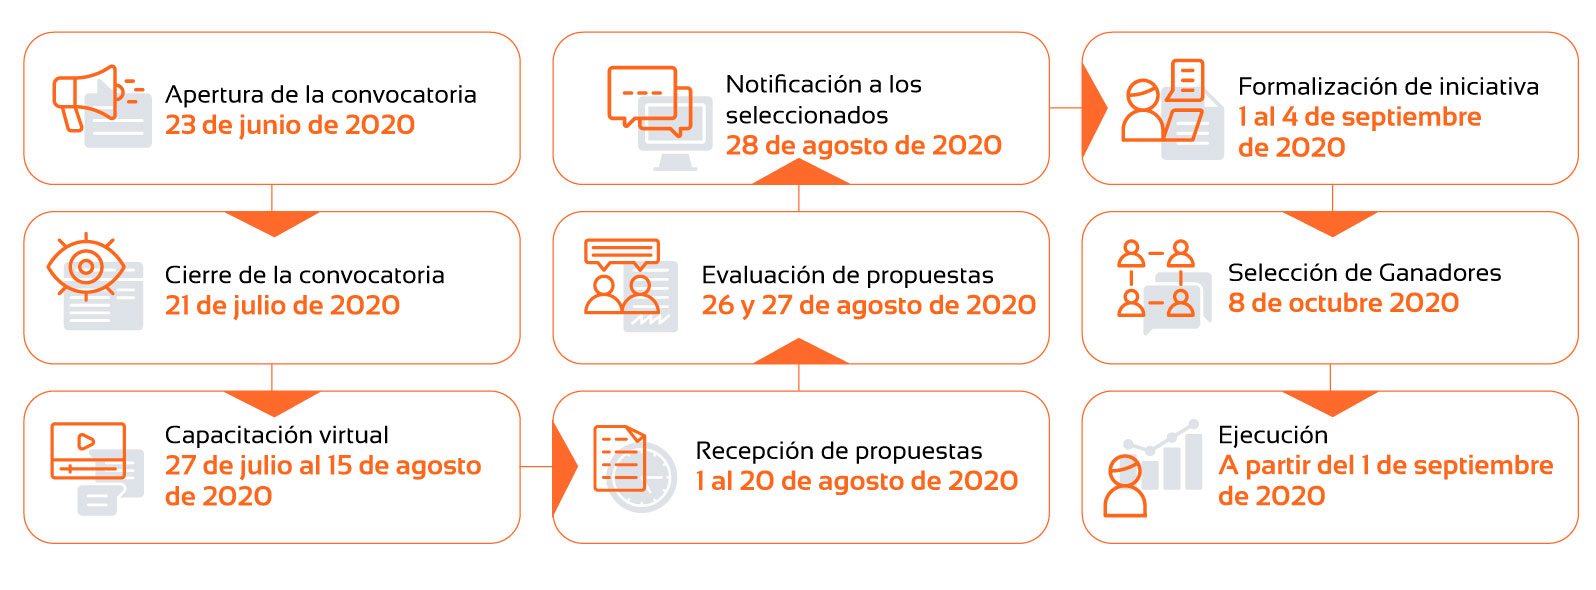 Apertura de la convocatoria
23 de junio de 2020
Cierre de la convocatoria
21 de julio de 2020
Capacitación virtual
27 de julio al 15 de agosto
de 2020
Recepción de propuestas
1 al 20 de agosto de 2020
Evaluación de propuestas
26 y 27 de agosto de 2020
Notificación a los
seleccionados
28 de agosto de 2020
Formalización de iniciativa
1 al 4 de septiembre
de 2020
Selección de Ganadores
8 de octubre 2020
Ejecución
A partir del 1 de septiembre
de 2020